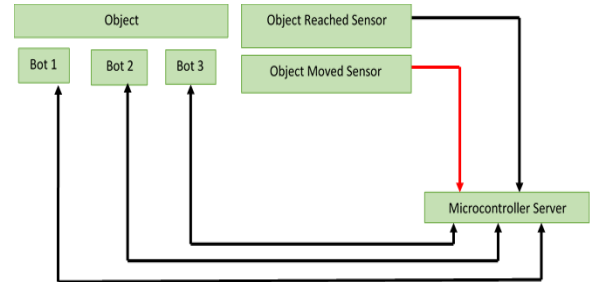 Object
Object Reached Sensor
Bot 1
Bot 2
Bot 3
Object Moved Sensor
Microcontroller Server